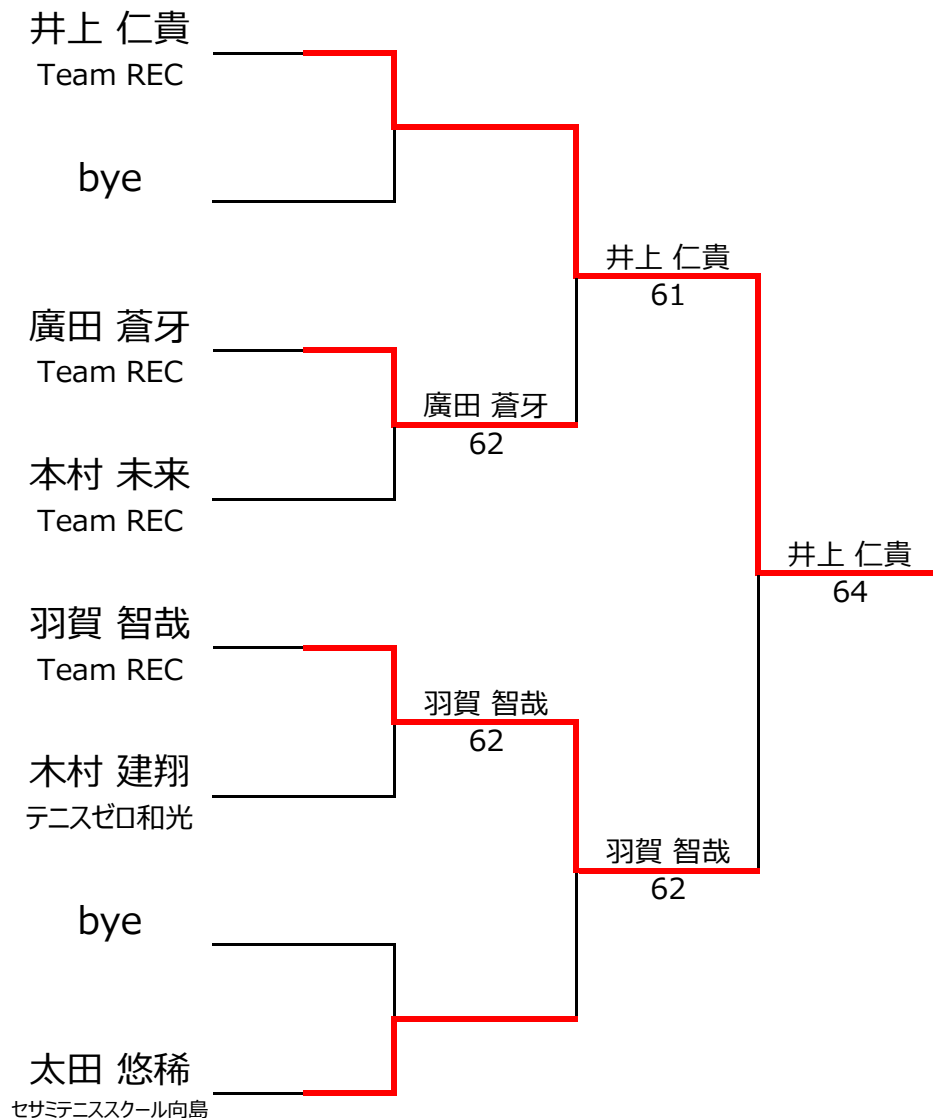 井上 仁貴
Team REC
bye
廣田 蒼牙
Team REC
本村 未来
Team REC
羽賀 智哉
Team REC
木村 建翔
テニスゼロ和光
bye
太田 悠稀
セサミテニススクール向島
廣田 蒼牙
62
羽賀 智哉
62
井上 仁貴
61
羽賀 智哉
62
井上 仁貴
64